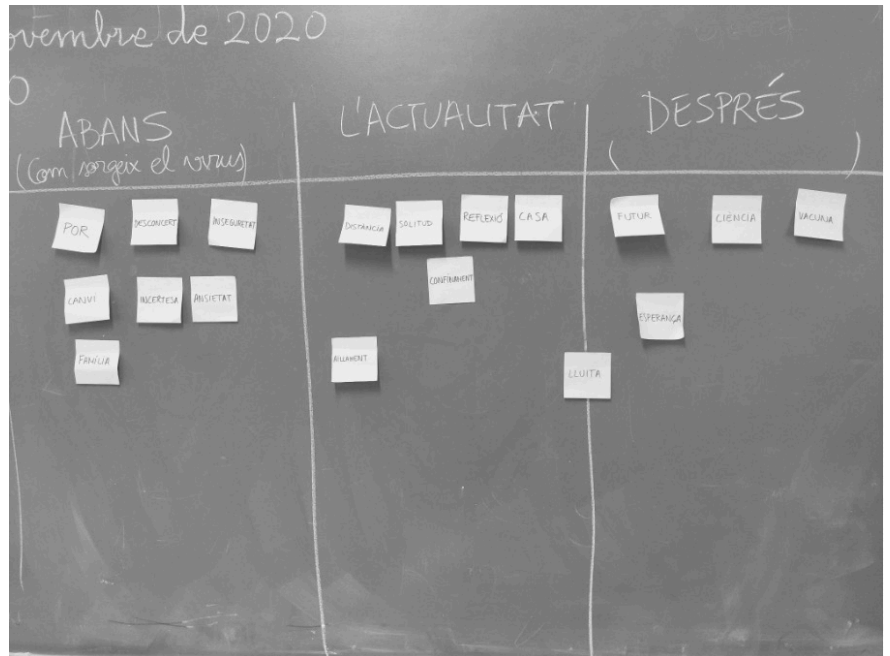 ovembre de 2020
0
ABANS
(Com sorgeix el virus)
L'ACTUALITAT
DESPRÉS
( )
POR
DESCONCERT
INSEGURETAT
CANVI
INCERTESA
ANSIETAT
FAMÍLIA
DISTÀNCIA
SOLITUD
REFLEXIÓ
CASA
CONFINAMENT
AÏLLAMENT
LLUITA
FUTUR
CIÈNCIA
VACUNA
ESPERANÇA